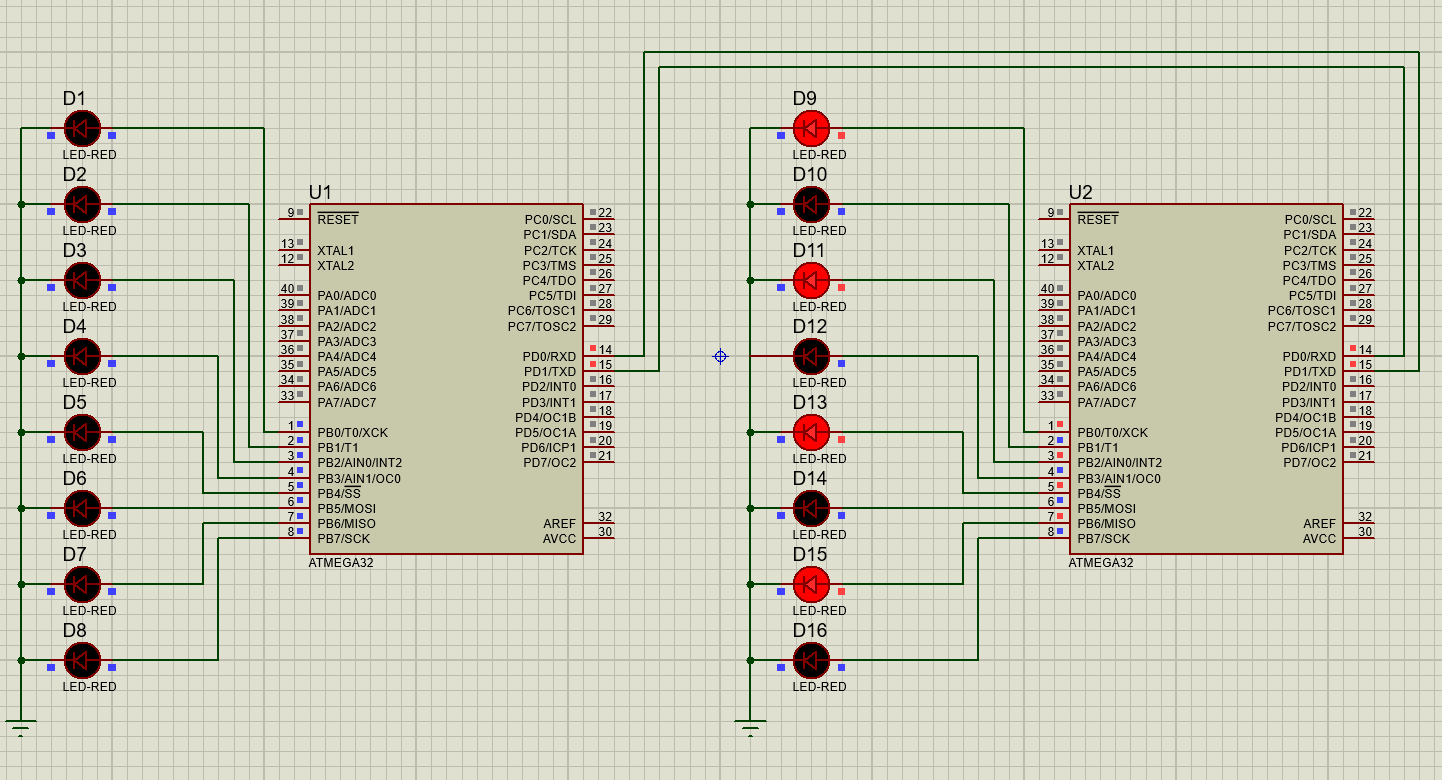 D1
LED-RED
D2
LED-RED
D3
LED-RED
D4
LED-RED
D5
LED-RED
D6
LED-RED
D7
LED-RED
D8
LED-RED
U1
9 RESET PC0/SCL 22
PC1/SDA 23
13 XTAL1 PC2/TCK 24
12 XTAL2 PC3/TMS 25
PC4/TDO 26
40 PA0/ADC0 PC5/TDI 27
39 PA1/ADC1 PC6/TOSC1 28
38 PA2/ADC2 PC7/TOSC2 29
37 PA3/ADC3
36 PA4/ADC4 PD0/RXD 14
35 PA5/ADC5 PD1/TXD 15
34 PA6/ADC6 PD2/INT0 16
33 PA7/ADC7 PD3/INT1 17
PD4/OC1B 18
1 PB0/T0/XCK PD5/OC1A 19
2 PB1/T1 PD6/ICP1 20
3 PB2/AIN0/INT2 PD7/OC2 21
4 PB3/AIN1/OC0
5 PB4/SS
6 PB5/MOSI
7 PB6/MISO AREF 32
8 PB7/SCK AVCC 30
ATMEGA32
D9
LED-RED
D10
LED-RED
D11
LED-RED
D12
LED-RED
D13
LED-RED
D14
LED-RED
D15
LED-RED
D16
LED-RED
U2
9 RESET PC0/SCL 22
PC1/SDA 23
13 XTAL1 PC2/TCK 24
12 XTAL2 PC3/TMS 25
PC4/TDO 26
40 PA0/ADC0 PC5/TDI 27
39 PA1/ADC1 PC6/TOSC1 28
38 PA2/ADC2 PC7/TOSC2 29
37 PA3/ADC3
36 PA4/ADC4 PD0/RXD 14
35 PA5/ADC5 PD1/TXD 15
34 PA6/ADC6 PD2/INT0 16
33 PA7/ADC7 PD3/INT1 17
PD4/OC1B 18
1 PB0/T0/XCK PD5/OC1A 19
2 PB1/T1 PD6/ICP1 20
3 PB2/AIN0/INT2 PD7/OC2 21
4 PB3/AIN1/OC0
5 PB4/SS
6 PB5/MOSI
7 PB6/MISO AREF 32
8 PB7/SCK AVCC 30
ATMEGA32